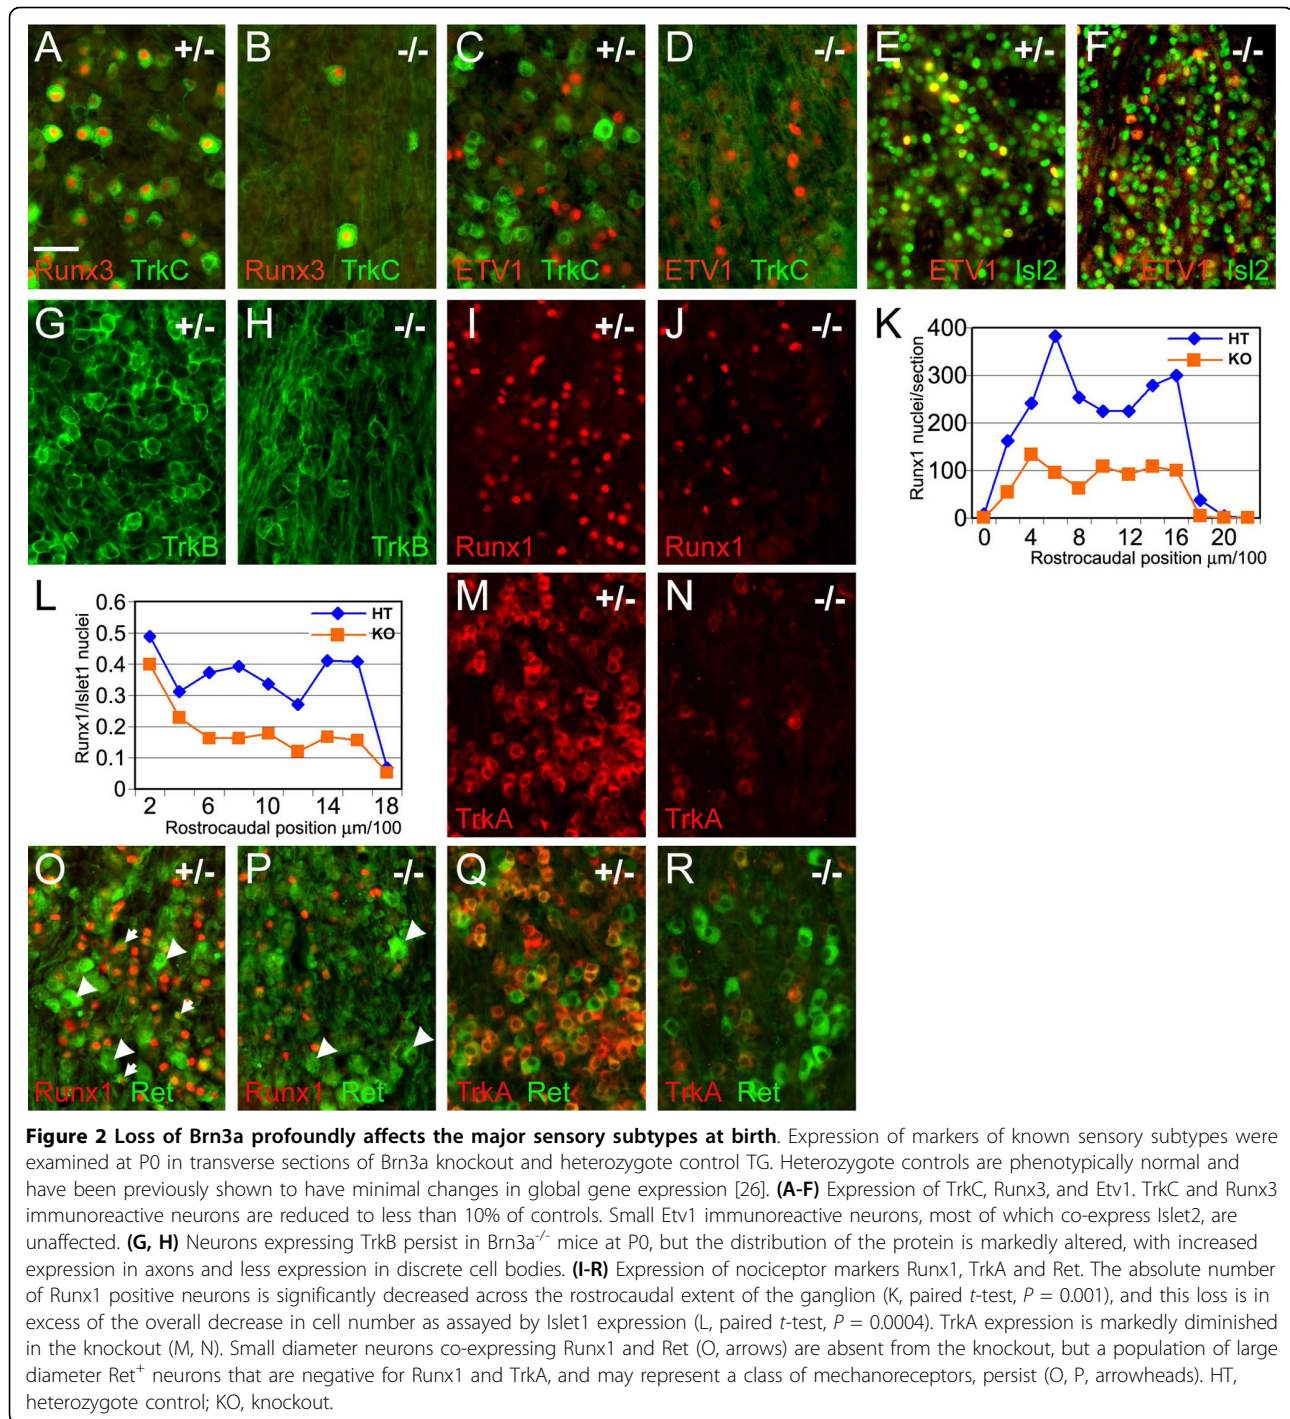 A +/- B -/- C +/- D -/- E +/- F -/-
Runx3 TrkC Runx3 TrkC ETV1 TrkC ETV1 TrkC ETV1 Isl2 ETV1 Isl2
G +/- H -/- I +/- J -/- K
TrkB TrkB Runx1 Runx1
400
300
200
100
0
Runx1 nuclei/section
HT
KO
0 4 8 12 16 20
Rostrocaudal position μm/100
L
0.6
0.5
0.4
0.3
0.2
0.1
0
Runx1/Islet1 nuclei
HT
KO
2 6 10 14 18
Rostrocaudal position μm/100
M +/- N -/-
TrkA TrkA
O +/- P -/- Q +/- R -/-
Runx1 Ret Runx1 Ret TrkA Ret TrkA Ret
Figure 2 Loss of Brn3a profoundly affects the major sensory subtypes at birth. Expression of markers of known sensory subtypes were
examined at P0 in transverse sections of Brn3a knockout and heterozygote control TG. Heterozygote controls are phenotypically normal and
have been previously shown to have minimal changes in global gene expression [26]. (A-F) Expression of TrkC, Runx3, and Etv1. TrkC and Runx3
immunoreactive neurons are reduced to less than 10% of controls. Small Etv1 immunoreactive neurons, most of which co-express Islet2, are
unaffected. (G, H) Neurons expressing TrkB persist in Brn3a-/- mice at P0, but the distribution of the protein is markedly altered, with increased
expression in axons and less expression in discrete cell bodies. (I-R) Expression of nociceptor markers Runx1, TrkA and Ret. The absolute number
of Runx1 positive neurons is significantly decreased across the rostrocaudal extent of the ganglion (K, paired t-test, P = 0.001), and this loss is in
excess of the overall decrease in cell number as assayed by Islet1 expression (L, paired t-test, P = 0.0004). TrkA expression is markedly diminished
in the knockout (M, N). Small diameter neurons co-expressing Runx1 and Ret (O, arrows) are absent from the knockout, but a population of large
diameter Ret+ neurons that are negative for Runx1 and TrkA, and may represent a class of mechanoreceptors, persist (O, P, arrowheads). HT,
heterozygote control; KO, knockout.